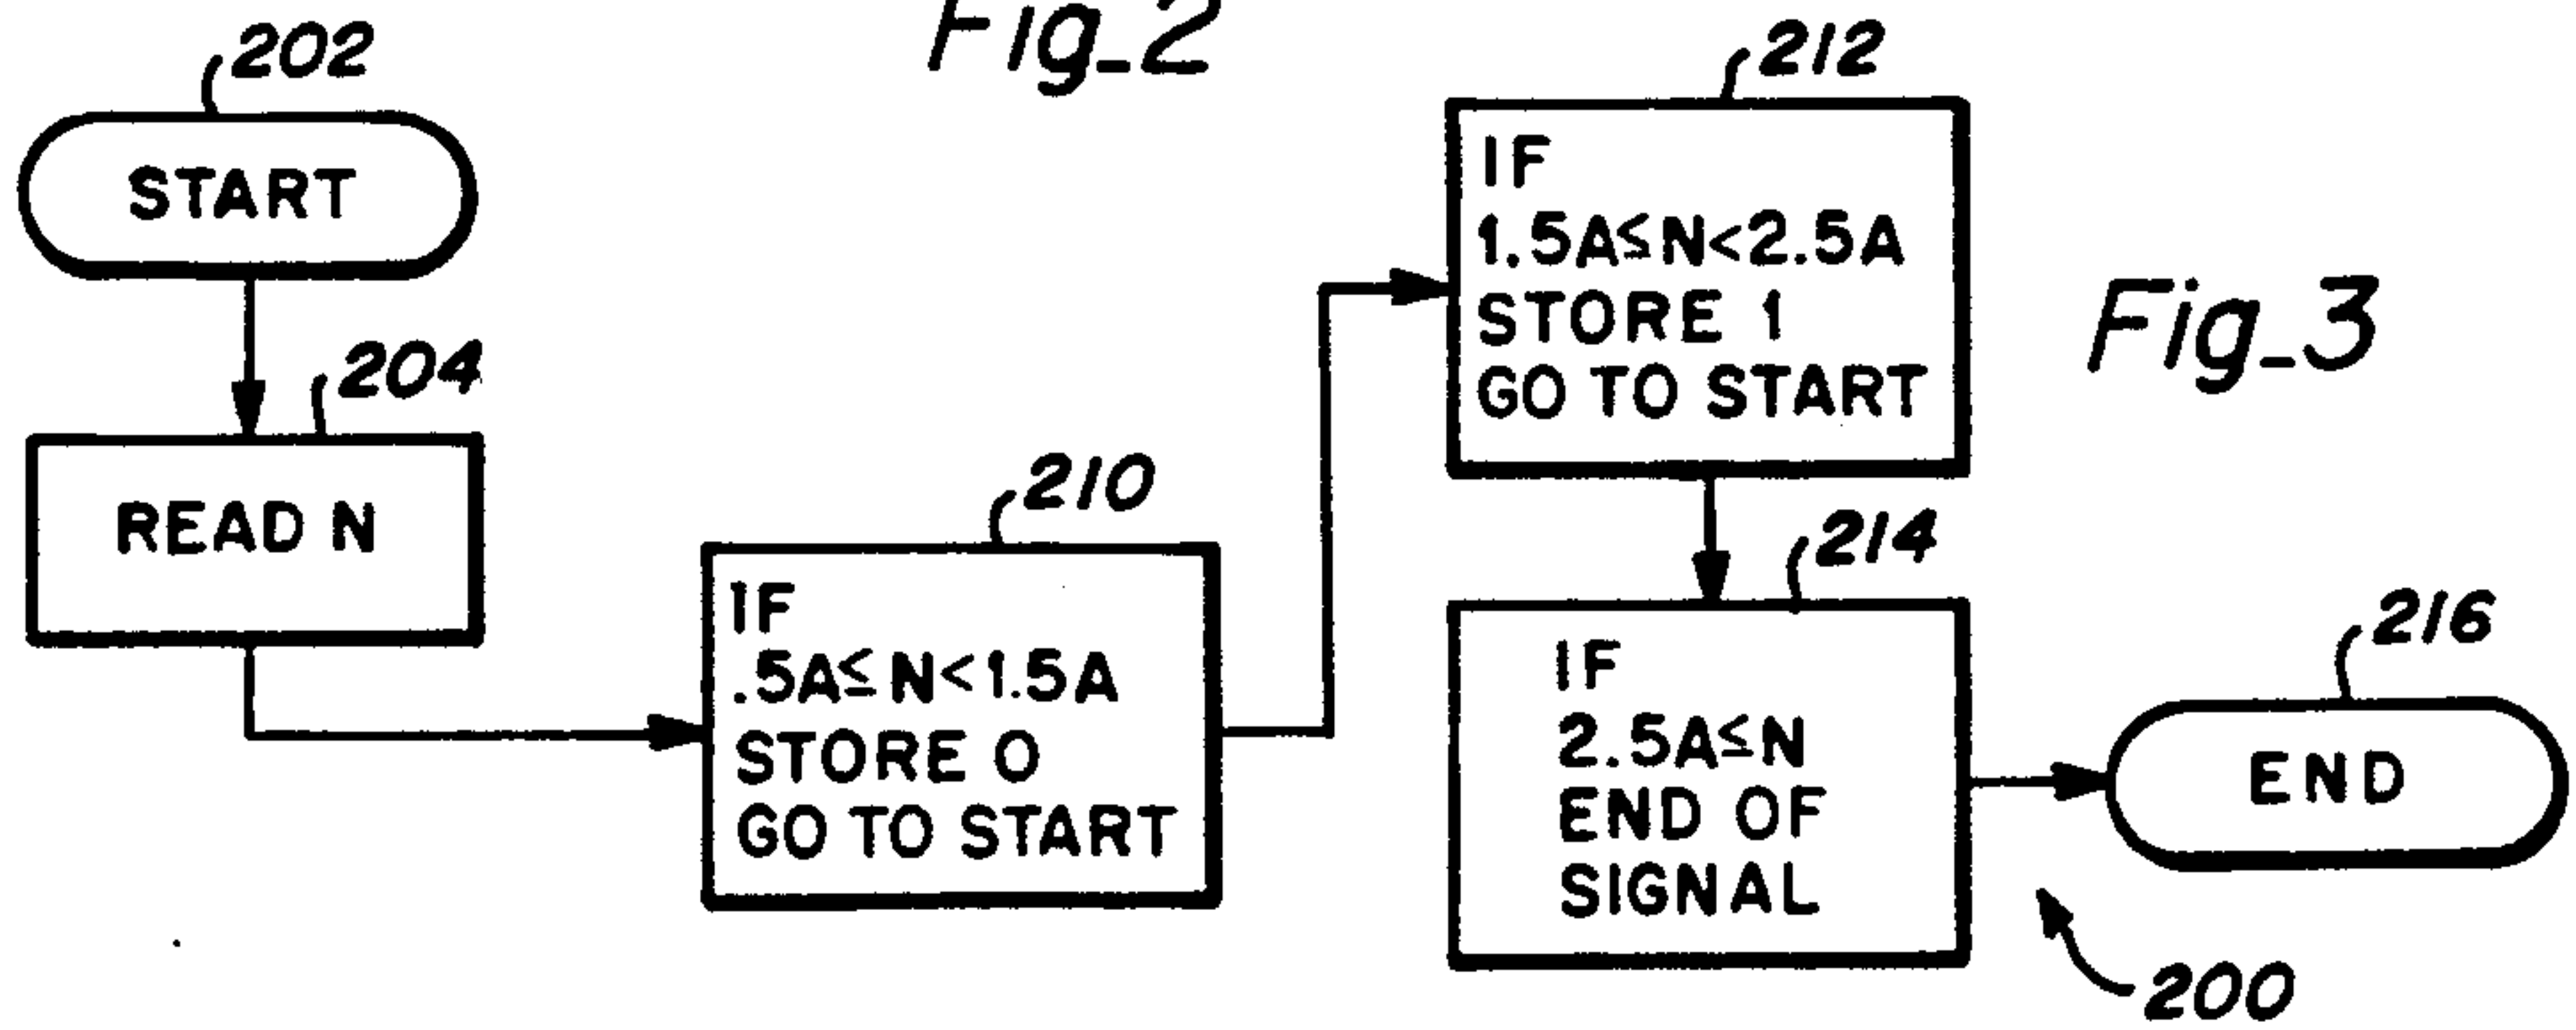 Fig_2
202
START
204
READ N
210
IF
.5A≤N<1.5A
STORE 0
GO TO START
212
IF
1.5A≤N<2.5A
STORE 1
GO TO START
Fig_3
214
IF
2.5A≤N
END OF
SIGNAL
216
END
200